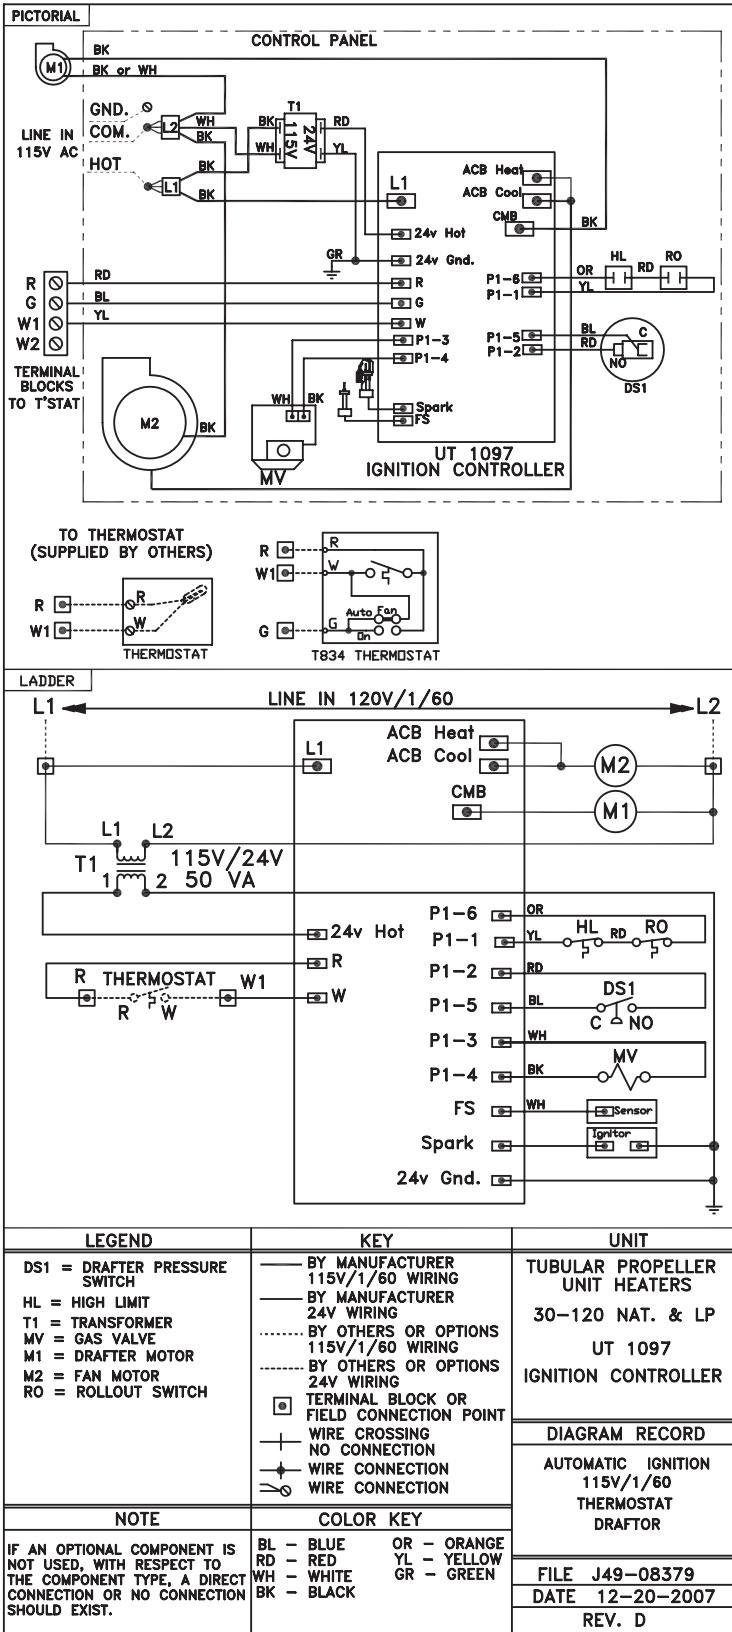 PICTORIAL
CONTROL PANEL
M1
BK
BK or WH
GND.
COM.
HOT
LINE IN
115V AC
L2
L1
WH
BK
BK
BK
T1
BK
WH
115V
24V
RD
YL
L1
ACB Heat
ACB Cool
CMB
BK
24v Hot
GR
24v Gnd.
R
G
W
P1-3
P1-4
P1-6
P1-1
OR
YL
HL
RD
RO
P1-5
P1-2
BL
RD
C
NO
DS1
R
G
W1
W2
RD
BL
YL
TERMINAL
BLOCKS
TO T'STAT
M2
BK
WH
BK
MV
Spark
FS
UT 1097
IGNITION CONTROLLER
TO THERMOSTAT
(SUPPLIED BY OTHERS)
R
W1
R
W
THERMOSTAT
R
W1
G
R
W
G
Auto
Fan
On
T834 THERMOSTAT
LADDER
L1
LINE IN 120V/1/60
L2
L1
ACB Heat
ACB Cool
CMB
M2
M1
L1
L2
T1
115V/24V
1
2
50 VA
24v Hot
R
W
R
THERMOSTAT
W1
R
W
P1-6
OR
P1-1
YL
HL
RD
RO
P1-2
RD
P1-5
BL
DS1
C
NO
P1-3
WH
P1-4
BK
MV
FS
WH
Sensor
Spark
Ignitor
24v Gnd.
LEGEND
DS1 = DRAFTER PRESSURE
SWITCH
HL = HIGH LIMIT
T1 = TRANSFORMER
MV = GAS VALVE
M1 = DRAFTER MOTOR
M2 = FAN MOTOR
RO = ROLLOUT SWITCH
KEY
BY MANUFACTURER
115V/1/60 WIRING
BY MANUFACTURER
24V WIRING
BY OTHERS OR OPTIONS
115V/1/60 WIRING
BY OTHERS OR OPTIONS
24V WIRING
TERMINAL BLOCK OR
FIELD CONNECTION POINT
WIRE CROSSING
NO CONNECTION
WIRE CONNECTION
WIRE CONNECTION
UNIT
TUBULAR PROPELLER
UNIT HEATERS
30-120 NAT. & LP
UT 1097
IGNITION CONTROLLER
DIAGRAM RECORD
AUTOMATIC IGNITION
115V/1/60
THERMOSTAT
DRAFTOR
NOTE
IF AN OPTIONAL COMPONENT IS
NOT USED, WITH RESPECT TO
THE COMPONENT TYPE, A DIRECT
CONNECTION OR NO CONNECTION
SHOULD EXIST.
COLOR KEY
BL - BLUE
RD - RED
WH - WHITE
BK - BLACK
OR - ORANGE
YL - YELLOW
GR - GREEN
FILE J49-08379
DATE 12-20-2007
REV. D